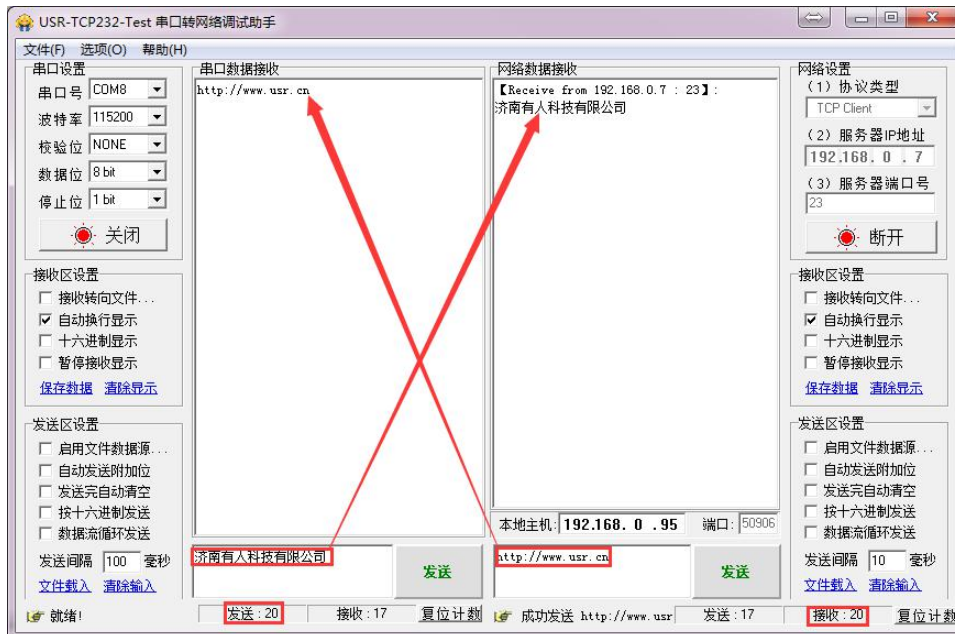 USR-TCP232-Test 串口转网络调试助手
文件(F) 选项(O) 帮助(H)
串口设置
串口号 COM8
波特率 115200
校验位 NONE
数据位 8 bit
停止位 1 bit
关闭
接收区设置
接收转向文件...
自动换行显示
十六进制显示
暂停接收显示
保存数据 清除显示
发送区设置
启用文件数据源...
自动发送附加位
发送完自动清空
按十六进制发送
数据流循环发送
发送间隔 100 毫秒
文件载入 清除输入
就绪!
串口数据接收
http://www.usr.cn
济南有人科技有限公司
发送
发送 : 20 接收 : 17 复位计数
网络数据接收
【Receive from 192.168.0.7 : 23】:
济南有人科技有限公司
本地主机: 192.168. 0 .95 端口: 50906
http://www.usr.cn
发送
成功发送 http://www.usr 发送 : 17 接收 : 20 复位计数
网络设置
(1) 协议类型
TCP Client
(2) 服务器IP地址
192.168. 0 . 7
(3) 服务器端口号
23
断开
接收区设置
接收转向文件...
自动换行显示
十六进制显示
暂停接收显示
保存数据 清除显示
发送区设置
启用文件数据源...
自动发送附加位
发送完自动清空
按十六进制发送
数据流循环发送
发送间隔 10 毫秒
文件载入 清除输入